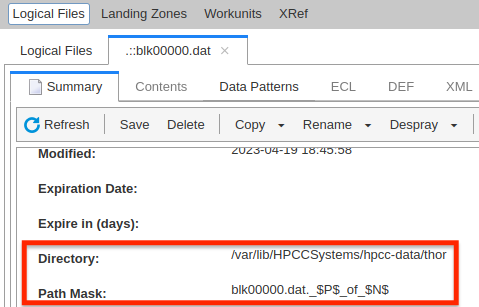 Logical Files Landing Zones Workunits XRef
Logical Files .::blk00000.dat ×
Summary Contents Data Patterns ECL DEF XML
Refresh Save Delete Copy Rename Despray
Modified: 2023-04-19 18:45:58
Expiration Date:
Expire in (days):
Directory: /var/lib/HPCCSystems/hpcc-data/thor
Path Mask: blk00000.dat._$P$_of_$N$